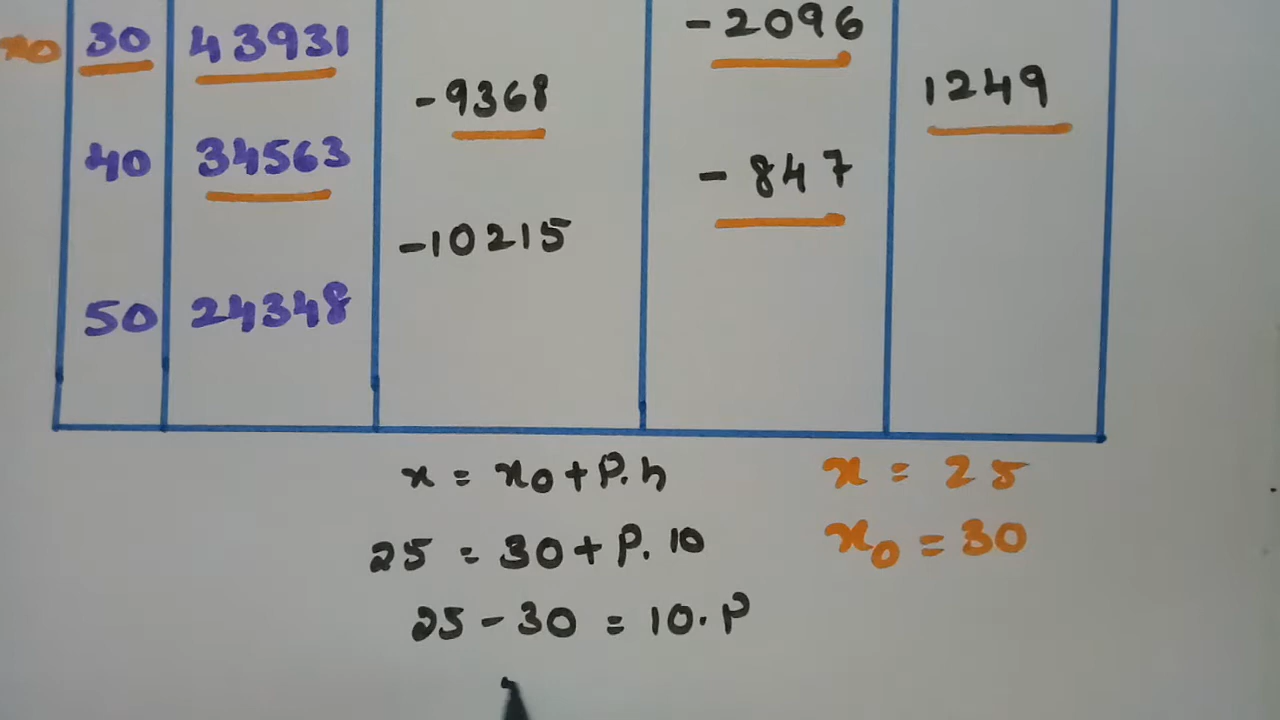 x0 30 43931 -2096
-9368 1249
40 34563 -847
-10215
50 24348
x = x0 + P.h x = 25
25 = 30 + P.10 x0 = 30
25 - 30 = 10.P